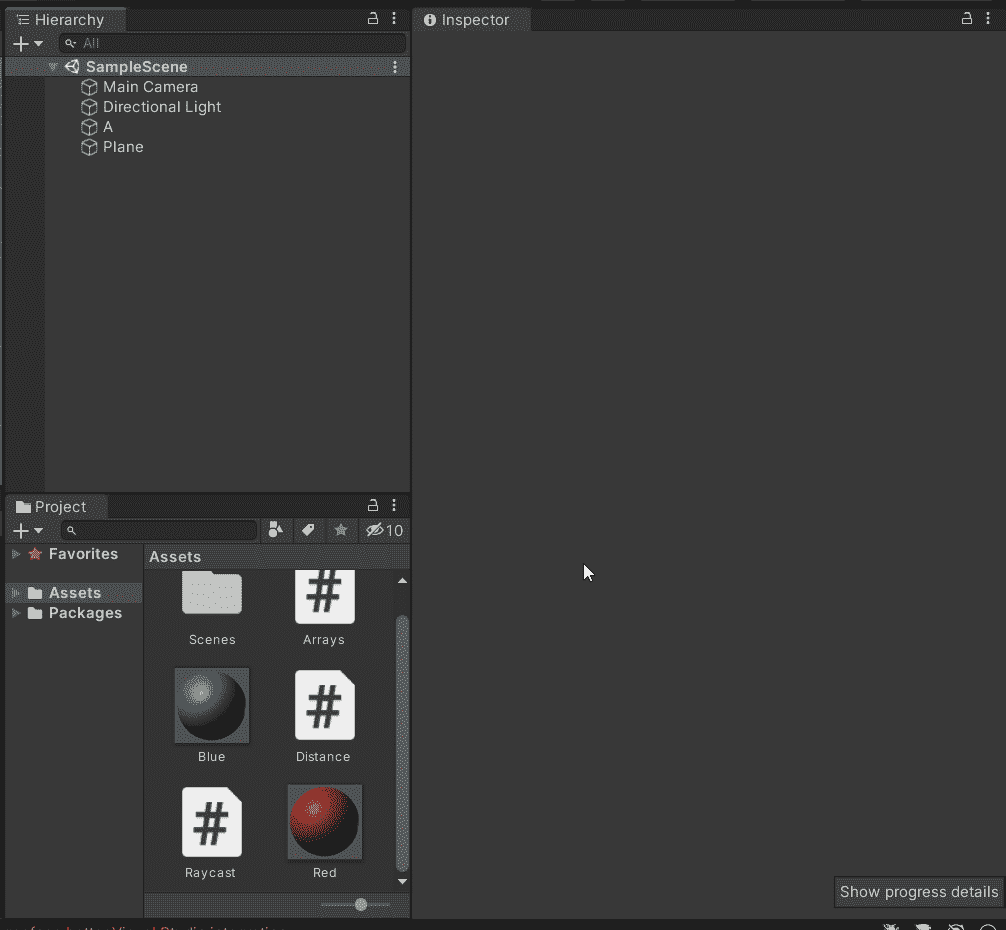 Hierarchy
All
SampleScene
Main Camera
Directional Light
A
Plane
Inspector
Project
10
Favorites
Assets
Packages
Assets
Scenes
Arrays
Blue
Distance
Raycast
Red
Show progress details